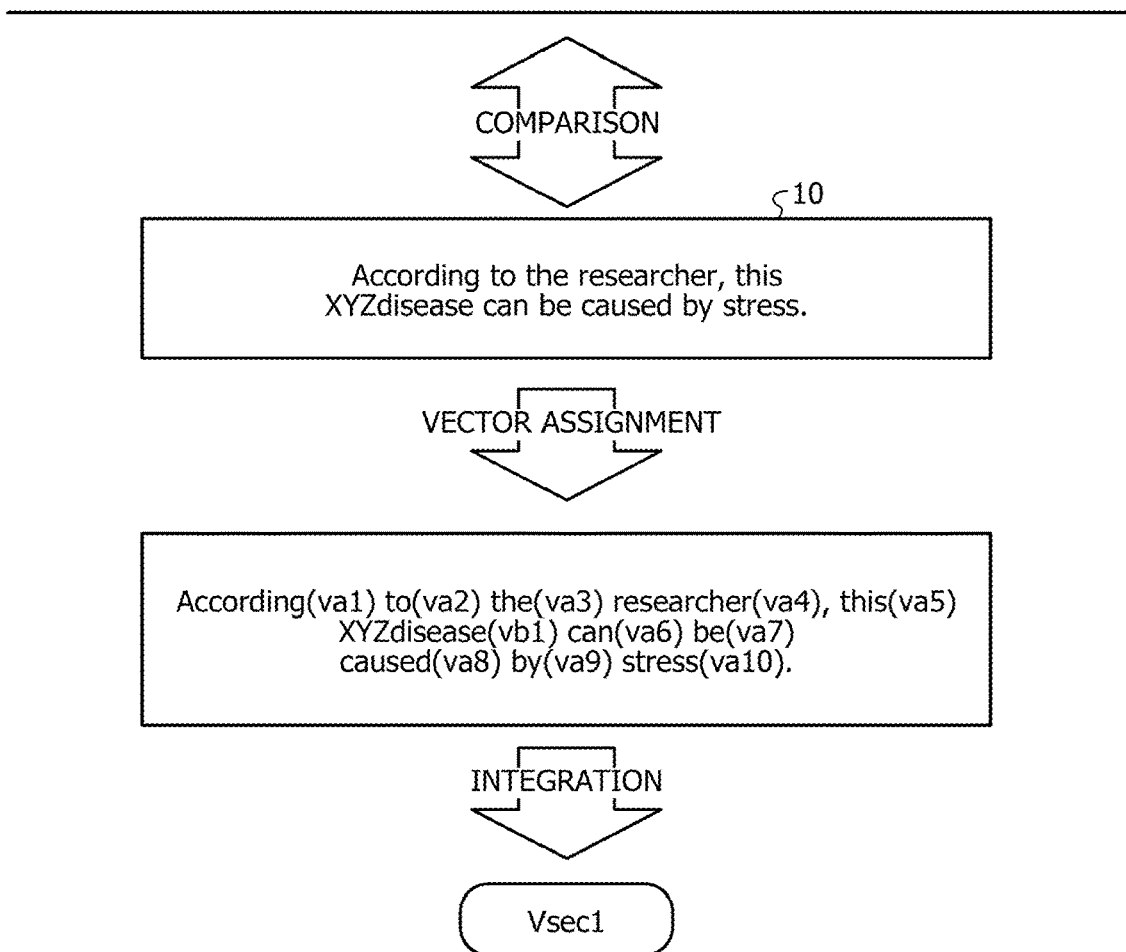 COMPARISON
10
According to the researcher, this
XYZdisease can be caused by stress.
VECTOR ASSIGNMENT
According(va1) to(va2) the(va3) researcher(va4), this(va5)
XYZdisease(vb1) can(va6) be(va7)
caused(va8) by(va9) stress(va10).
INTEGRATION
Vsec1